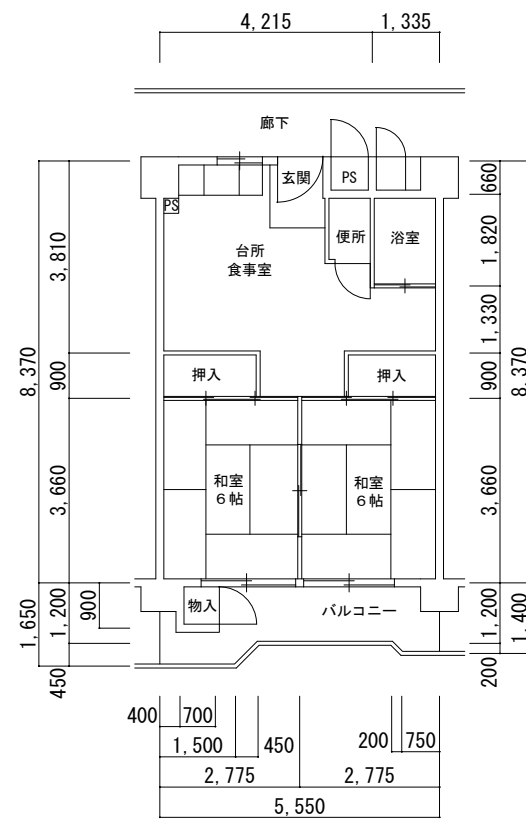 4,215
1,335
廊下
玄関
PS
PS
便所
浴室
台所
食事室
押入
押入
和室
6帖
和室
6帖
物入
バルコニー
3,810
900
3,660
8,370
900
1,200
1,650
450
660
1,820
1,330
900
3,660
8,370
1,200
1,400
200
400
700
1,500
450
200
750
2,775
2,775
5,550